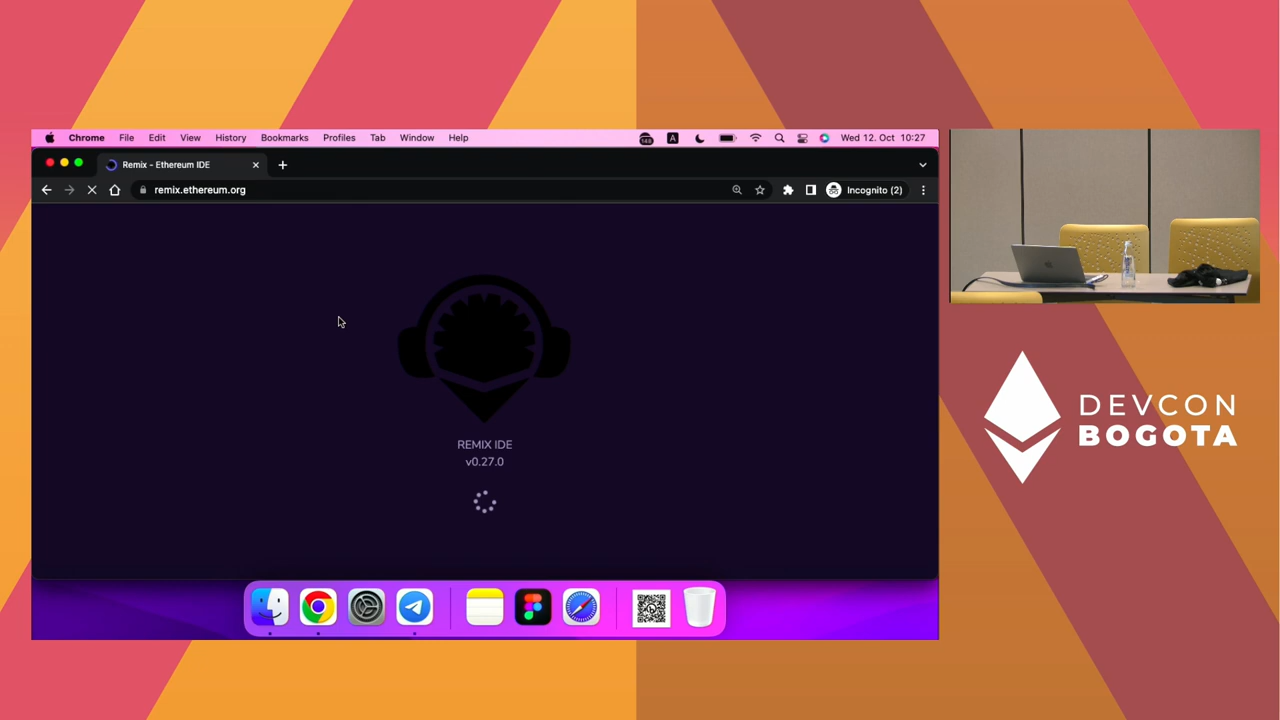 Chrome File Edit View History Bookmarks Profiles Tab Window Help A Wed 12. Oct 10:27
Remix - Ethereum IDE
remix.ethereum.org Incognito (2)
REMIX IDE
v0.27.0
DEVCON
BOGOTA